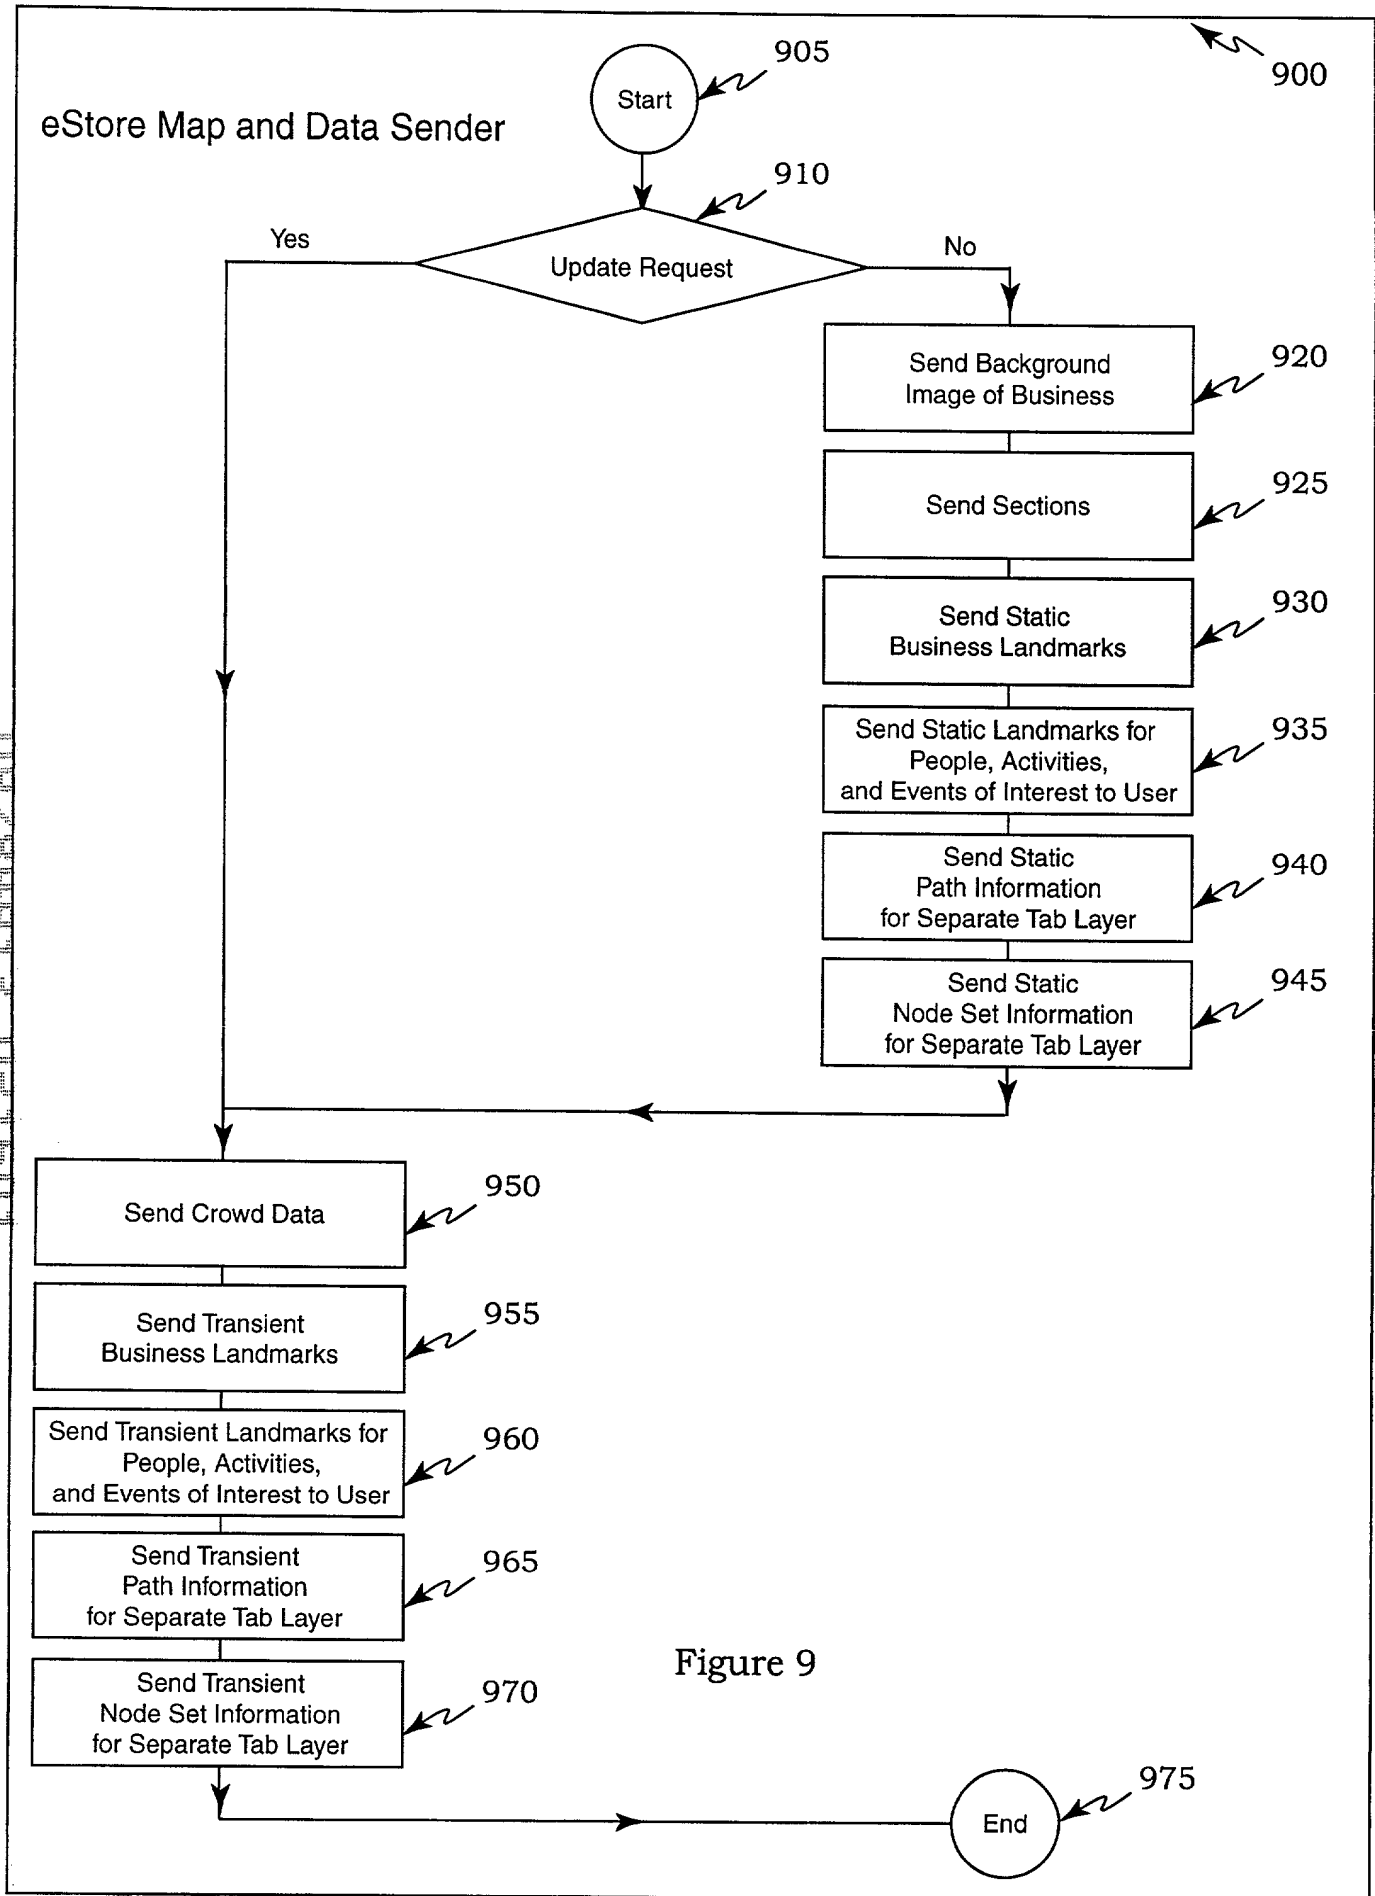 900
905
Start
eStore Map and Data Sender
910
Yes
No
Update Request
Send Background
Image of Business
920
Send Sections
925
Send Static
Business Landmarks
930
Send Static Landmarks for
People, Activities,
and Events of Interest to User
935
Send Static
Path Information
for Separate Tab Layer
940
Send Static
Node Set Information
for Separate Tab Layer
945
Send Crowd Data
950
Send Transient
Business Landmarks
955
Send Transient Landmarks for
People, Activities,
and Events of Interest to User
960
Send Transient
Path Information
for Separate Tab Layer
965
Send Transient
Node Set Information
for Separate Tab Layer
970
Figure 9
End
975